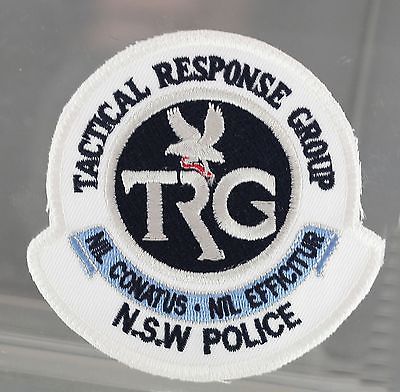 TACTICAL RESPONSE GROUP
TRG
NIL CONATUS · NIL EFFICITUR
N.S.W POLICE